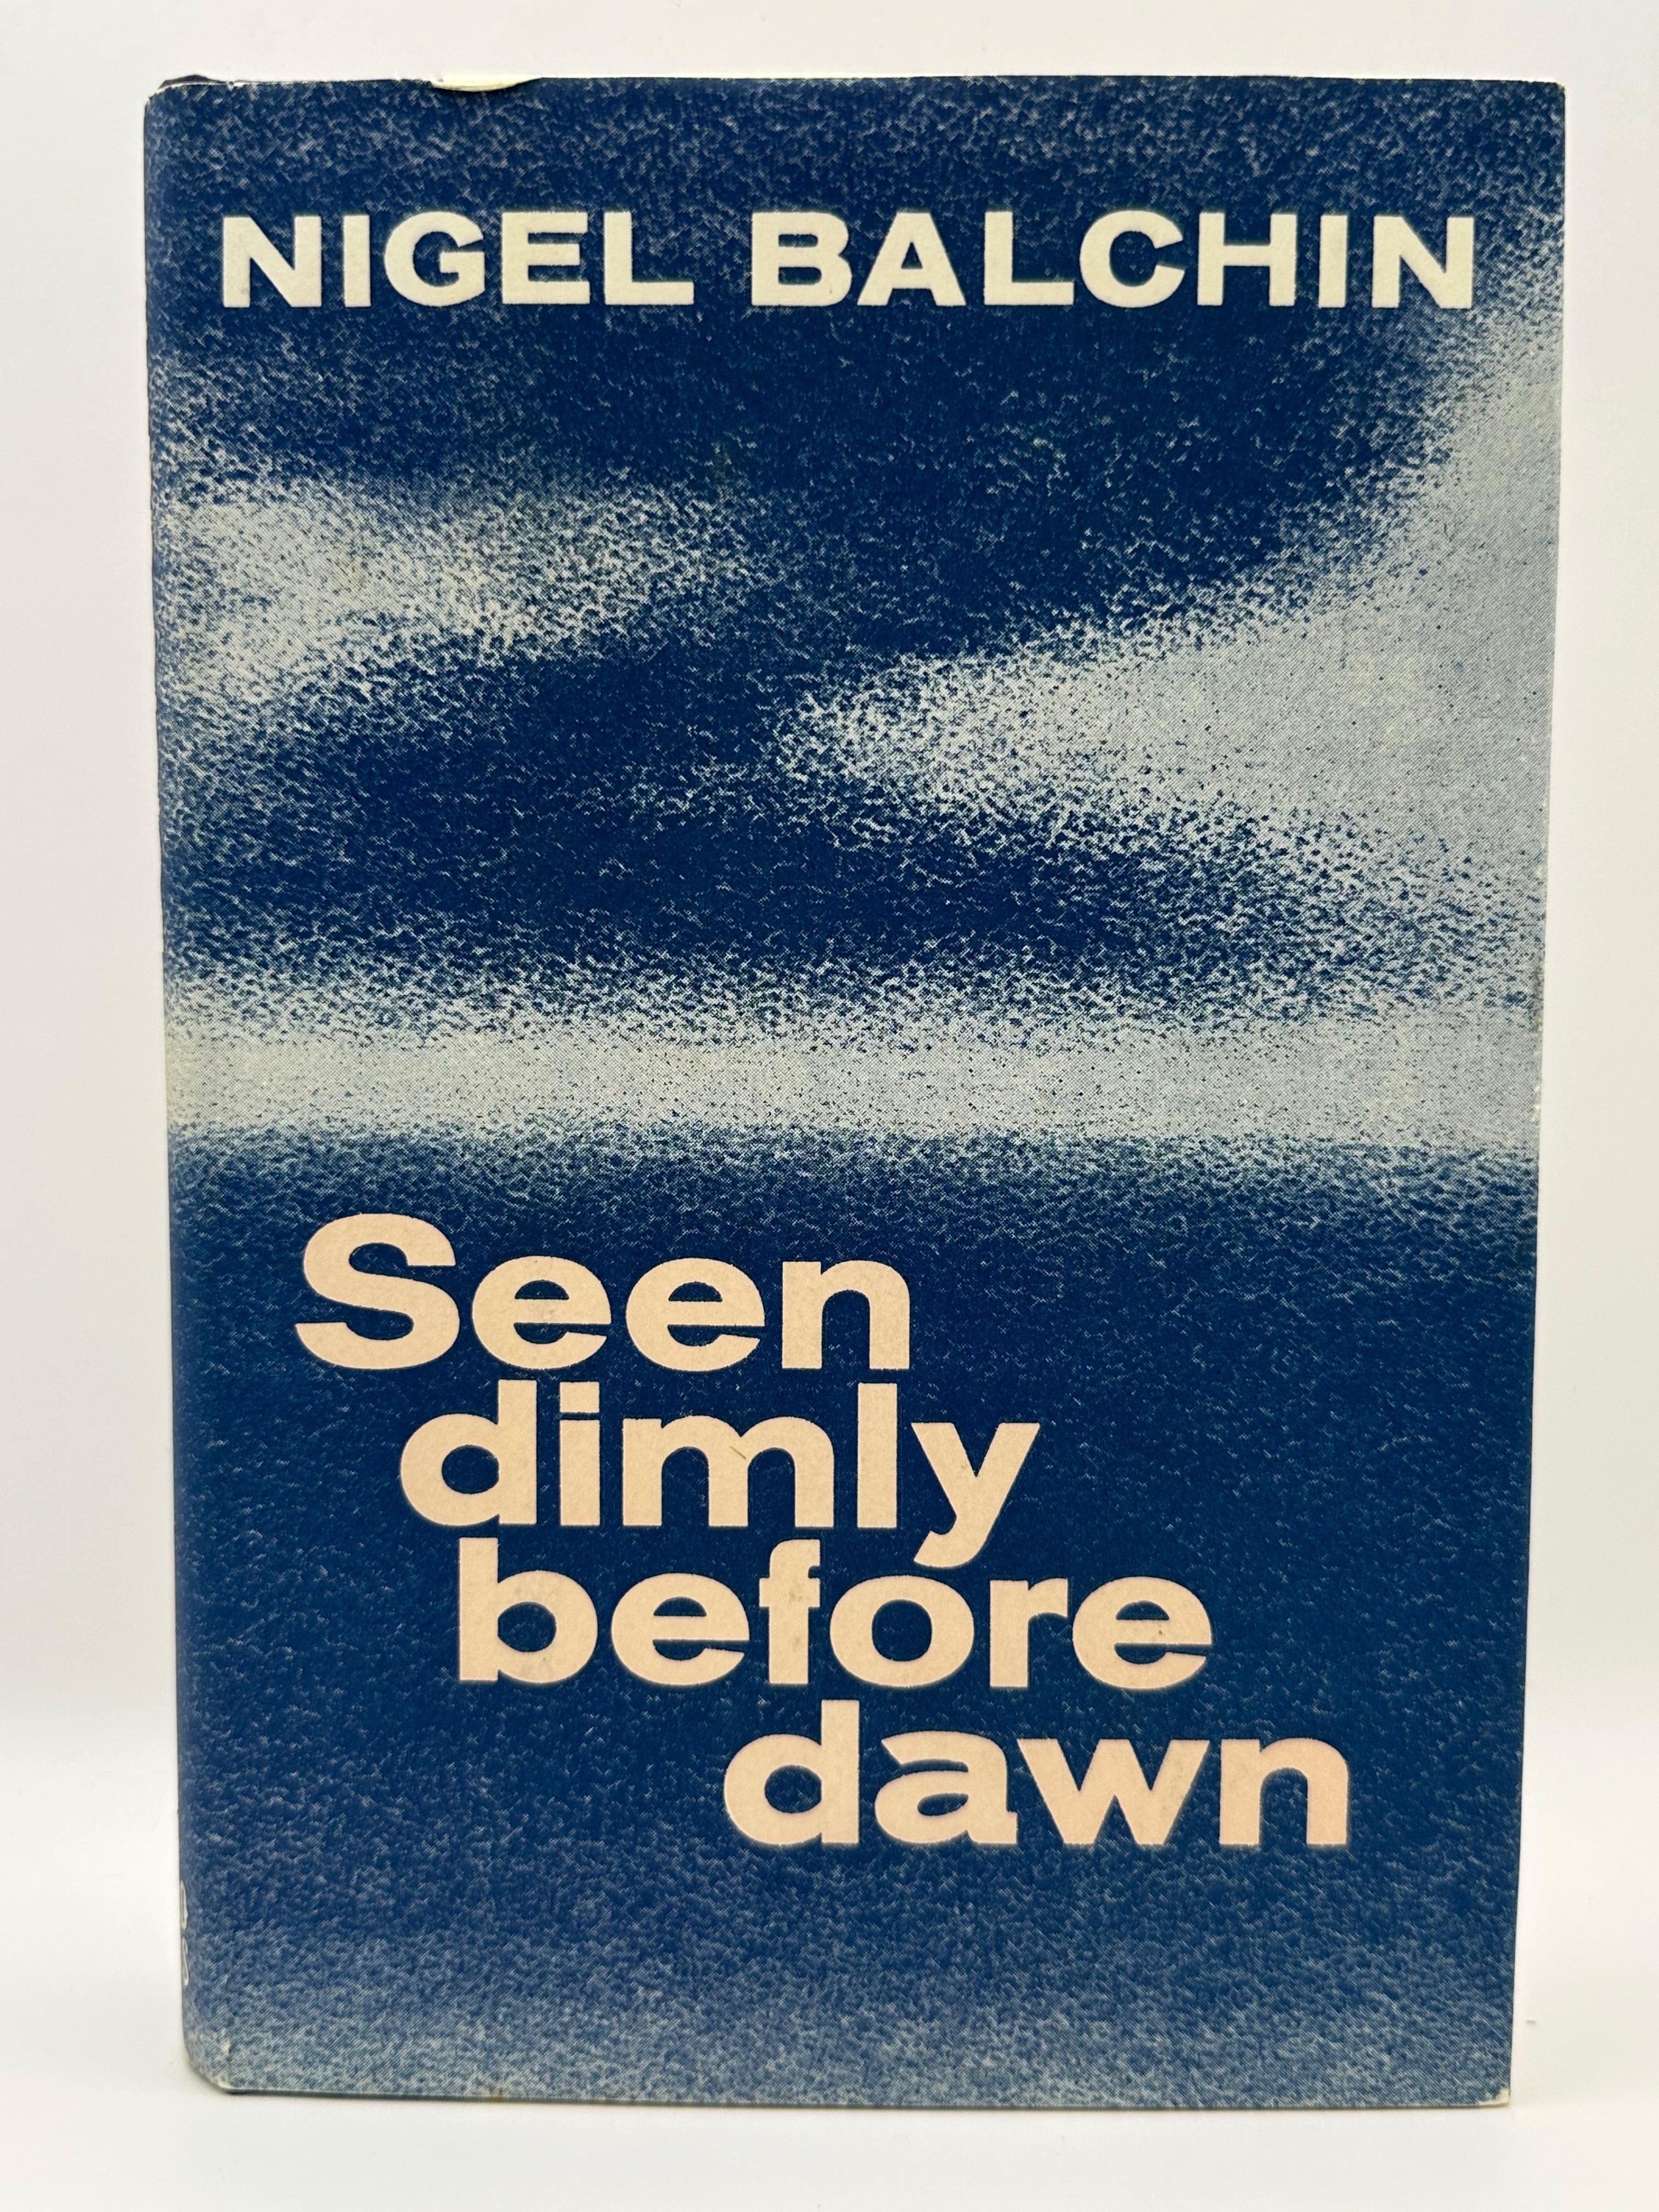 NIGEL BALCHIN
Seen
dimly
before
dawn